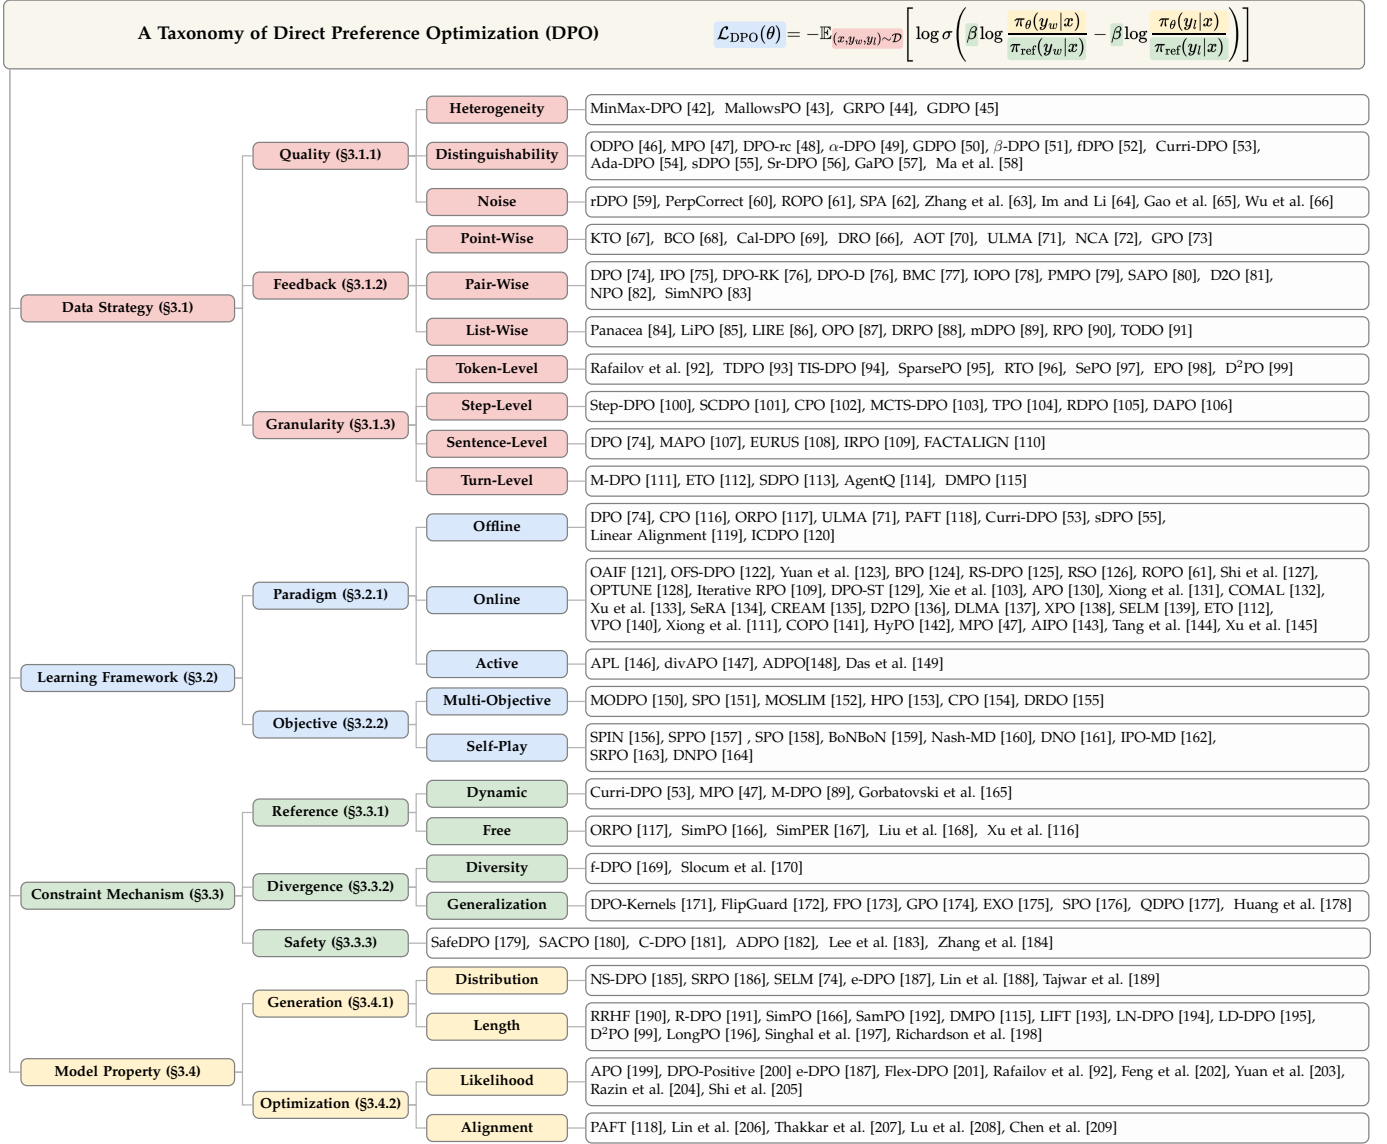 A Taxonomy of Direct Preference Optimization (DPO)
$\mathcal{L}_{\mathrm{DPO}}(\theta) = -\mathbb{E}_{(x,y_w,y_l)\sim\mathcal{D}}\left[\log\sigma\left(\beta\log\frac{\pi_\theta(y_w|x)}{\pi_{\mathrm{ref}}(y_w|x)} - \beta\log\frac{\pi_\theta(y_l|x)}{\pi_{\mathrm{ref}}(y_l|x)}\right)\right]$
Data Strategy (§3.1)
Quality (§3.1.1)
Heterogeneity
MinMax-DPO [42], MallowsPO [43], GRPO [44], GDPO [45]
Distinguishability
ODPO [46], MPO [47], DPO-rc [48], α-DPO [49], GDPO [50], β-DPO [51], fDPO [52], Curri-DPO [53],
Ada-DPO [54], sDPO [55], Sr-DPO [56], GaPO [57], Ma et al. [58]
Noise
rDPO [59], PerpCorrect [60], ROPO [61], SPA [62], Zhang et al. [63], Im and Li [64], Gao et al. [65], Wu et al. [66]
Feedback (§3.1.2)
Point-Wise
KTO [67], BCO [68], Cal-DPO [69], DRO [66], AOT [70], ULMA [71], NCA [72], GPO [73]
Pair-Wise
DPO [74], IPO [75], DPO-RK [76], DPO-D [76], BMC [77], IOPO [78], PMPO [79], SAPO [80], D2O [81],
NPO [82], SimNPO [83]
List-Wise
Panacea [84], LiPO [85], LIRE [86], OPO [87], DRPO [88], mDPO [89], RPO [90], TODO [91]
Granularity (§3.1.3)
Token-Level
Rafailov et al. [92], TDPO [93] TIS-DPO [94], SparsePO [95], RTO [96], SePO [97], EPO [98], D²PO [99]
Step-Level
Step-DPO [100], SCDPO [101], CPO [102], MCTS-DPO [103], TPO [104], RDPO [105], DAPO [106]
Sentence-Level
DPO [74], MAPO [107], EURUS [108], IRPO [109], FACTALIGN [110]
Turn-Level
M-DPO [111], ETO [112], SDPO [113], AgentQ [114], DMPO [115]
Learning Framework (§3.2)
Paradigm (§3.2.1)
Offline
DPO [74], CPO [116], ORPO [117], ULMA [71], PAFT [118], Curri-DPO [53], sDPO [55],
Linear Alignment [119], ICDPO [120]
Online
OAIF [121], OFS-DPO [122], Yuan et al. [123], BPO [124], RS-DPO [125], RSO [126], ROPO [61], Shi et al. [127],
OPTUNE [128], Iterative RPO [109], DPO-ST [129], Xie et al. [103], APO [130], Xiong et al. [131], COMAL [132],
Xu et al. [133], SeRA [134], CREAM [135], D2PO [136], DLMA [137], XPO [138], SELM [139], ETO [112],
VPO [140], Xiong et al. [111], COPO [141], HyPO [142], MPO [47], AIPO [143], Tang et al. [144], Xu et al. [145]
Active
APL [146], divAPO [147], ADPO[148], Das et al. [149]
Objective (§3.2.2)
Multi-Objective
MODPO [150], SPO [151], MOSLIM [152], HPO [153], CPO [154], DRDO [155]
Self-Play
SPIN [156], SPPO [157] , SPO [158], BoNBoN [159], Nash-MD [160], DNO [161], IPO-MD [162],
SRPO [163], DNPO [164]
Constraint Mechanism (§3.3)
Reference (§3.3.1)
Dynamic
Curri-DPO [53], MPO [47], M-DPO [89], Gorbatovski et al. [165]
Free
ORPO [117], SimPO [166], SimPER [167], Liu et al. [168], Xu et al. [116]
Divergence (§3.3.2)
Diversity
f-DPO [169], Slocum et al. [170]
Generalization
DPO-Kernels [171], FlipGuard [172], FPO [173], GPO [174], EXO [175], SPO [176], QDPO [177], Huang et al. [178]
Safety (§3.3.3)
SafeDPO [179], SACPO [180], C-DPO [181], ADPO [182], Lee et al. [183], Zhang et al. [184]
Model Property (§3.4)
Generation (§3.4.1)
Distribution
NS-DPO [185], SRPO [186], SELM [74], e-DPO [187], Lin et al. [188], Tajwar et al. [189]
Length
RRHF [190], R-DPO [191], SimPO [166], SamPO [192], DMPO [115], LIFT [193], LN-DPO [194], LD-DPO [195],
D²PO [99], LongPO [196], Singhal et al. [197], Richardson et al. [198]
Optimization (§3.4.2)
Likelihood
APO [199], DPO-Positive [200] e-DPO [187], Flex-DPO [201], Rafailov et al. [92], Feng et al. [202], Yuan et al. [203],
Razin et al. [204], Shi et al. [205]
Alignment
PAFT [118], Lin et al. [206], Thakkar et al. [207], Lu et al. [208], Chen et al. [209]